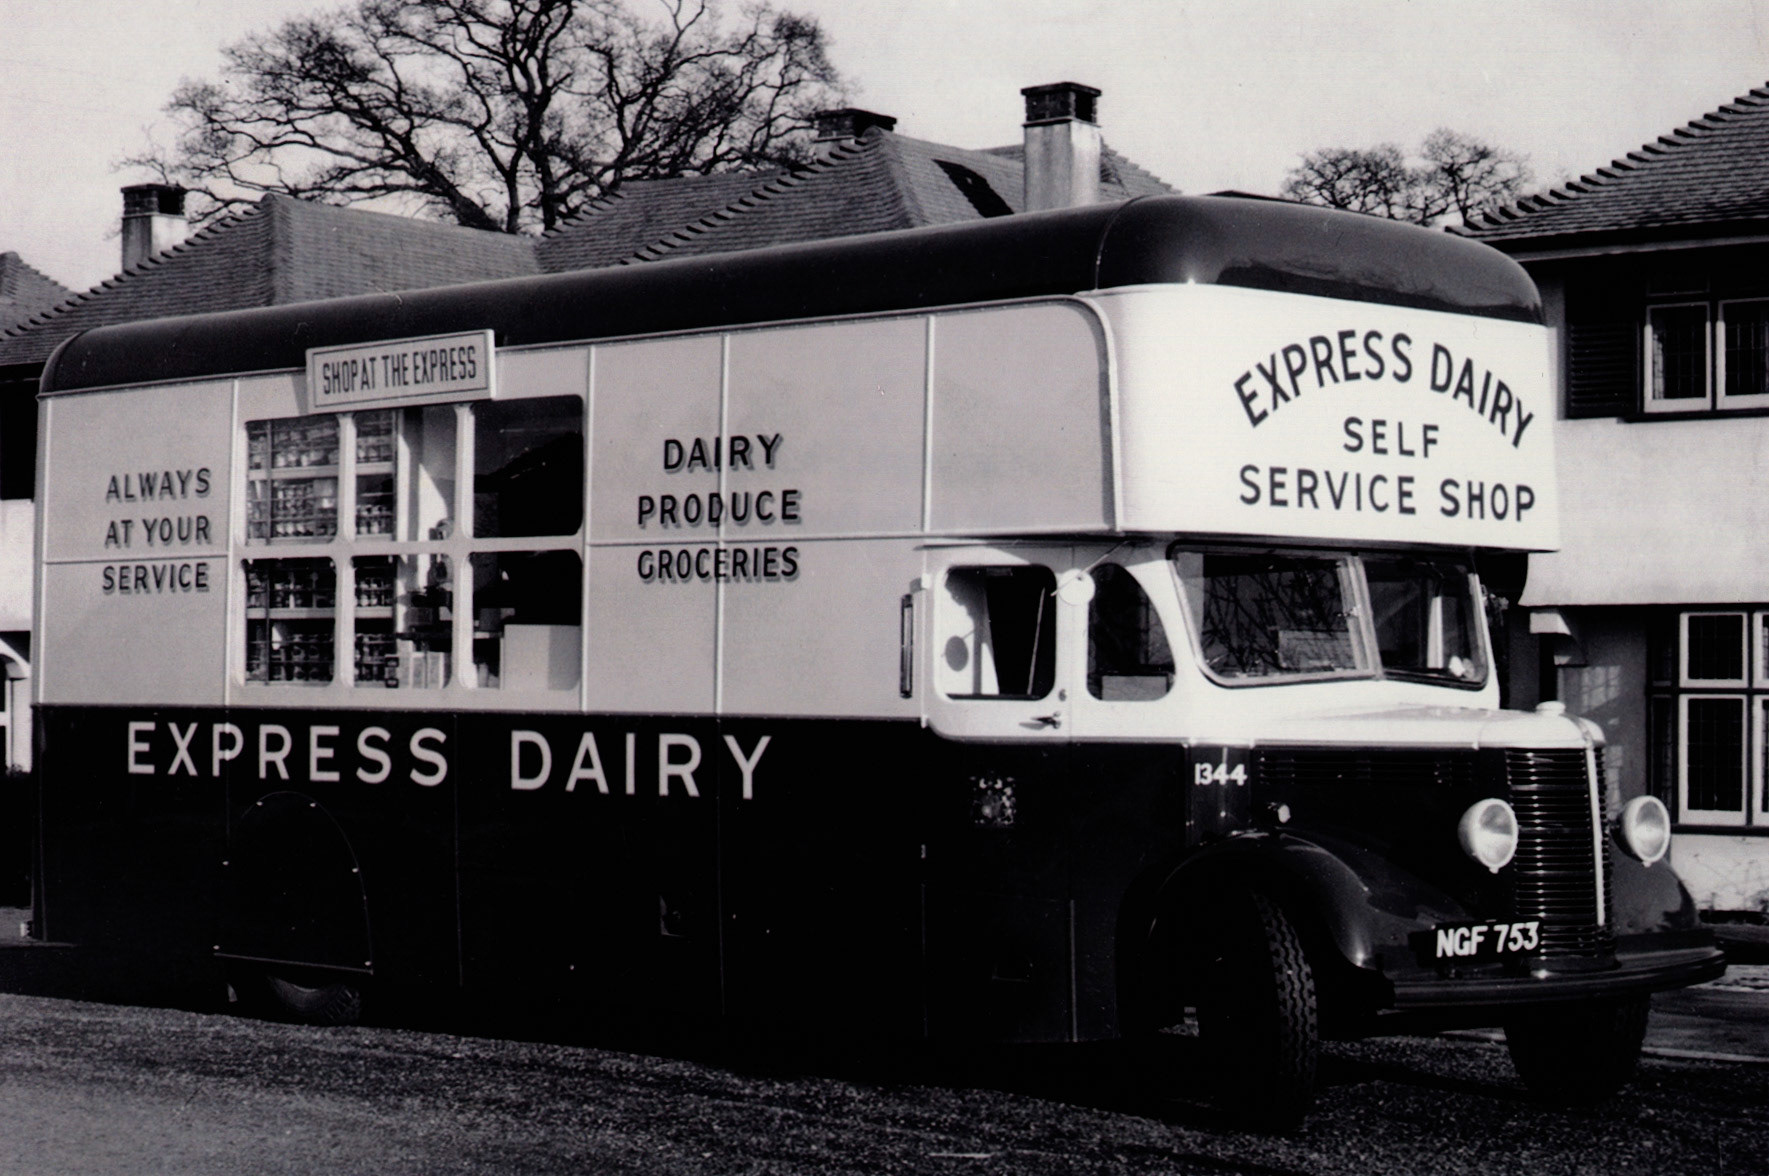 SHOP AT THE EXPRESS
ALWAYS
AT YOUR
SERVICE
DAIRY
PRODUCE
GROCERIES
EXPRESS DAIRY
EXPRESS DAIRY
SELF
SERVICE SHOP
1344
NGF 753